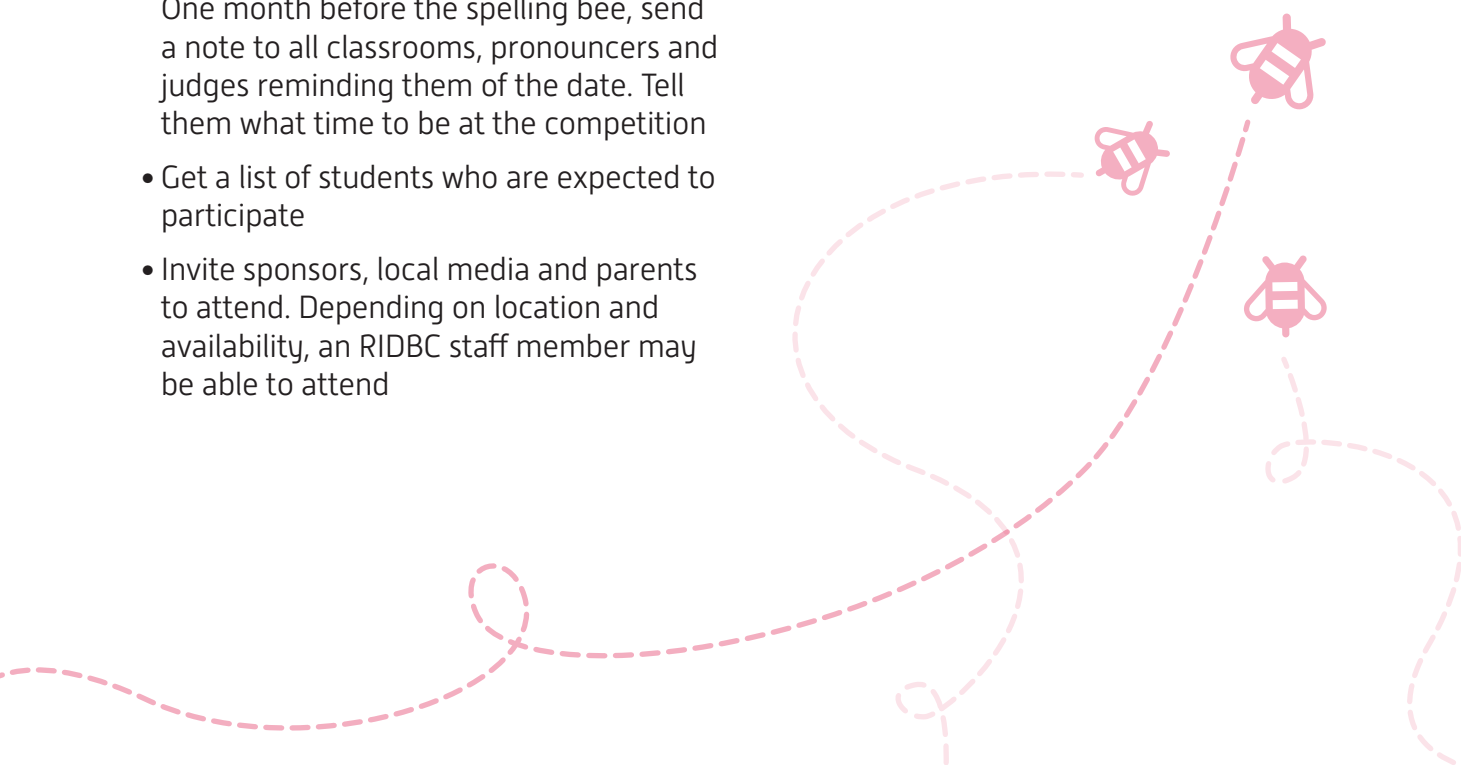 One month before the spelling bee, send
a note to all classrooms, pronouncers and
judges reminding them of the date. Tell
them what time to be at the competition
• Get a list of students who are expected to
participate
• Invite sponsors, local media and parents
to attend. Depending on location and
availability, an RIDBC staff member may
be able to attend